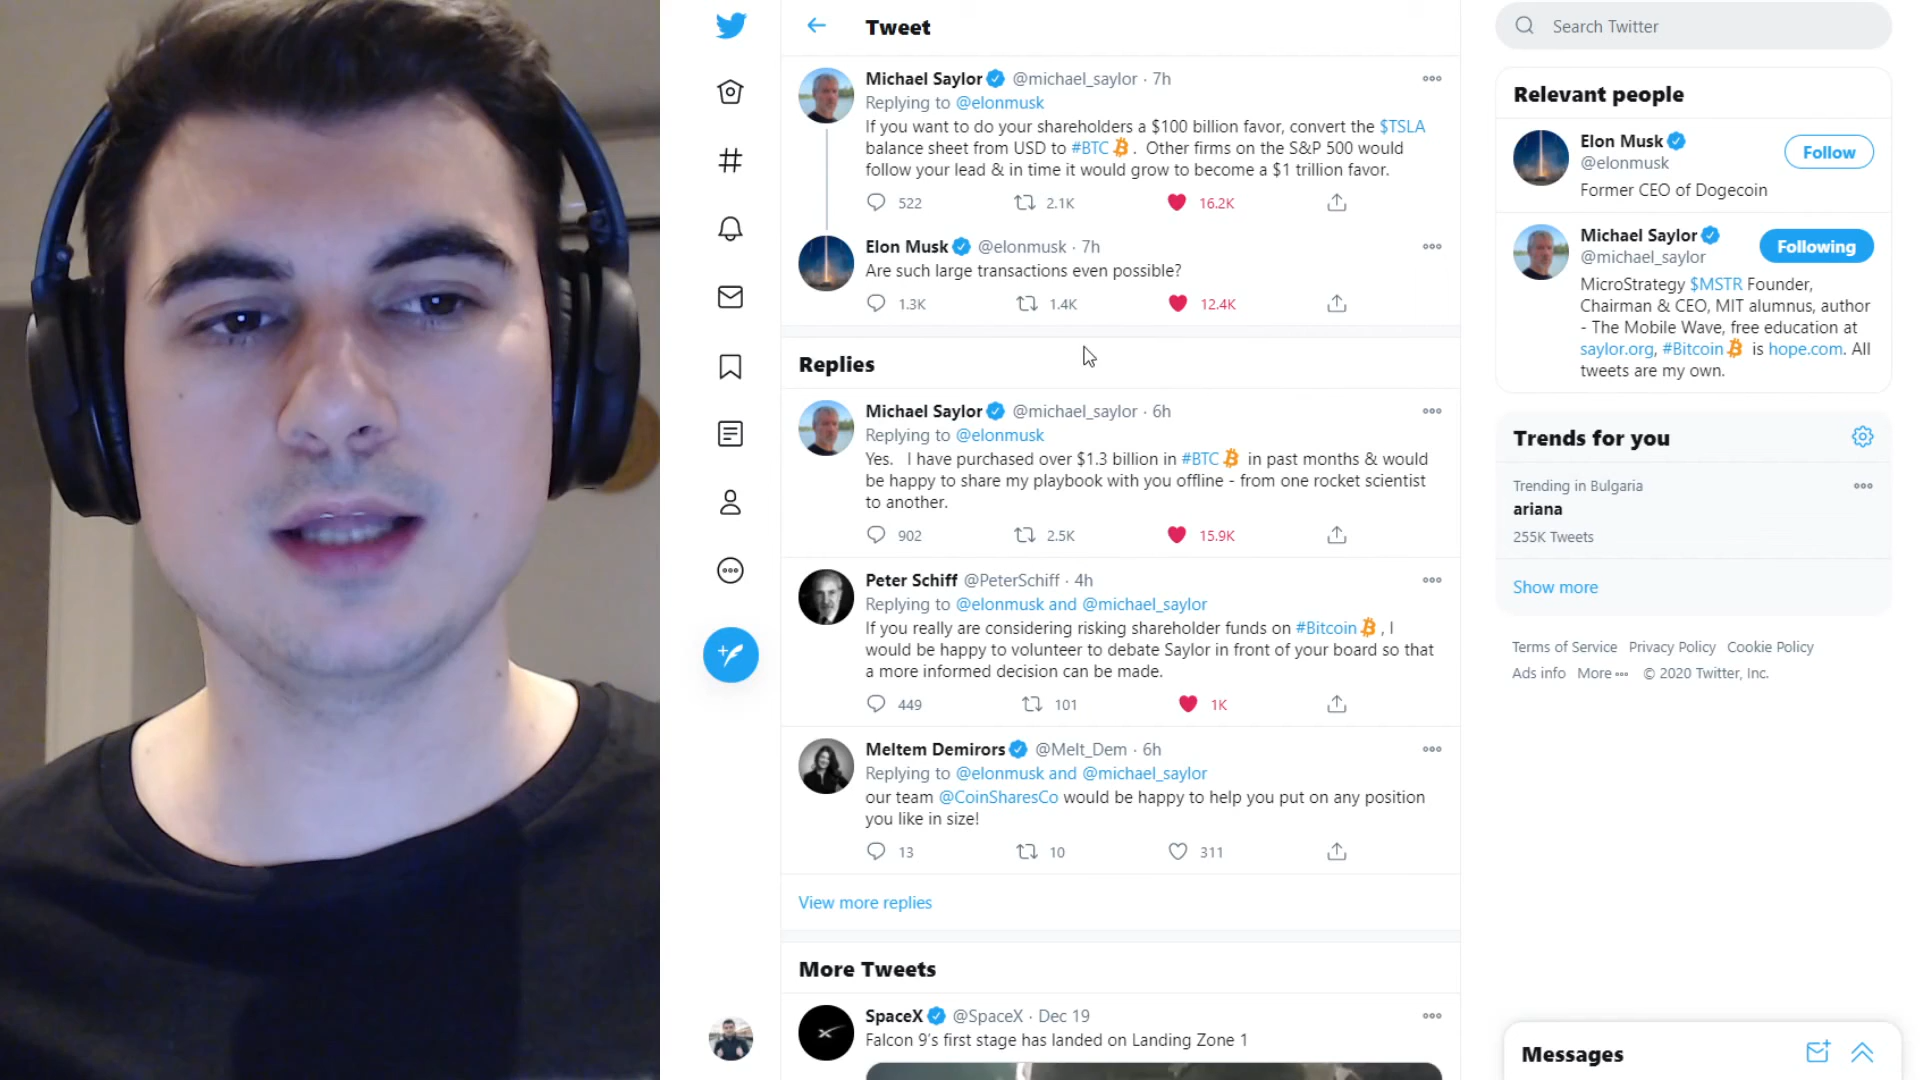 Tweet
Michael Saylor @michael_saylor · 7h
Replying to @elonmusk
If you want to do your shareholders a $100 billion favor, convert the $TSLA
balance sheet from USD to #BTC . Other firms on the S&P 500 would
follow your lead & in time it would grow to become a $1 trillion favor.
522 2.1K 16.2K
Elon Musk @elonmusk · 7h
Are such large transactions even possible?
1.3K 1.4K 12.4K
Replies
Michael Saylor @michael_saylor · 6h
Replying to @elonmusk
Yes. I have purchased over $1.3 billion in #BTC in past months & would
be happy to share my playbook with you offline - from one rocket scientist
to another.
902 2.5K 15.9K
Peter Schiff @PeterSchiff · 4h
Replying to @elonmusk and @michael_saylor
If you really are considering risking shareholder funds on #Bitcoin , I
would be happy to volunteer to debate Saylor in front of your board so that
a more informed decision can be made.
449 101 1K
Meltem Demirors @Melt_Dem · 6h
Replying to @elonmusk and @michael_saylor
our team @CoinSharesCo would be happy to help you put on any position
you like in size!
13 10 311
View more replies
More Tweets
SpaceX @SpaceX · Dec 19
Falcon 9's first stage has landed on Landing Zone 1
Search Twitter
Relevant people
Elon Musk
@elonmusk
Follow
Former CEO of Dogecoin
Michael Saylor
@michael_saylor
Following
MicroStrategy $MSTR Founder,
Chairman & CEO, MIT alumnus, author
- The Mobile Wave, free education at
saylor.org, #Bitcoin is hope.com. All
tweets are my own.
Trends for you
Trending in Bulgaria
ariana
255K Tweets
Show more
Terms of Service Privacy Policy Cookie Policy
Ads info More © 2020 Twitter, Inc.
Messages